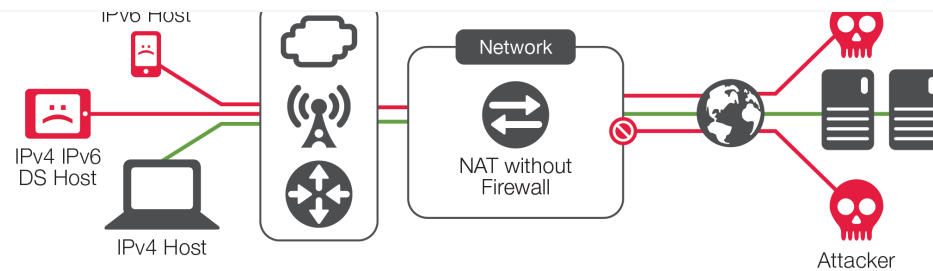 IPv6 Host
Network
IPv4 IPv6
DS Host
NAT without
Firewall
IPv4 Host
Attacker